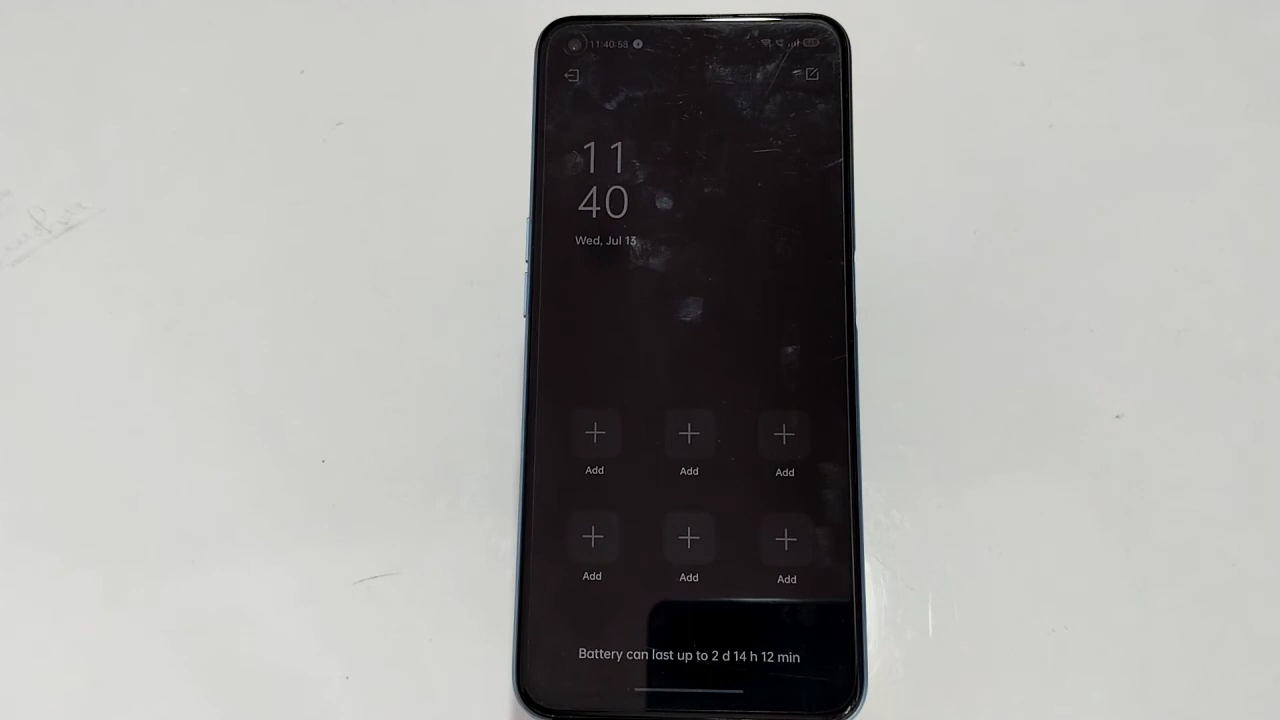 11:40:58
11
40
Wed, Jul 13
Add Add Add
Add Add Add
Battery can last up to 2 d 14 h 12 min